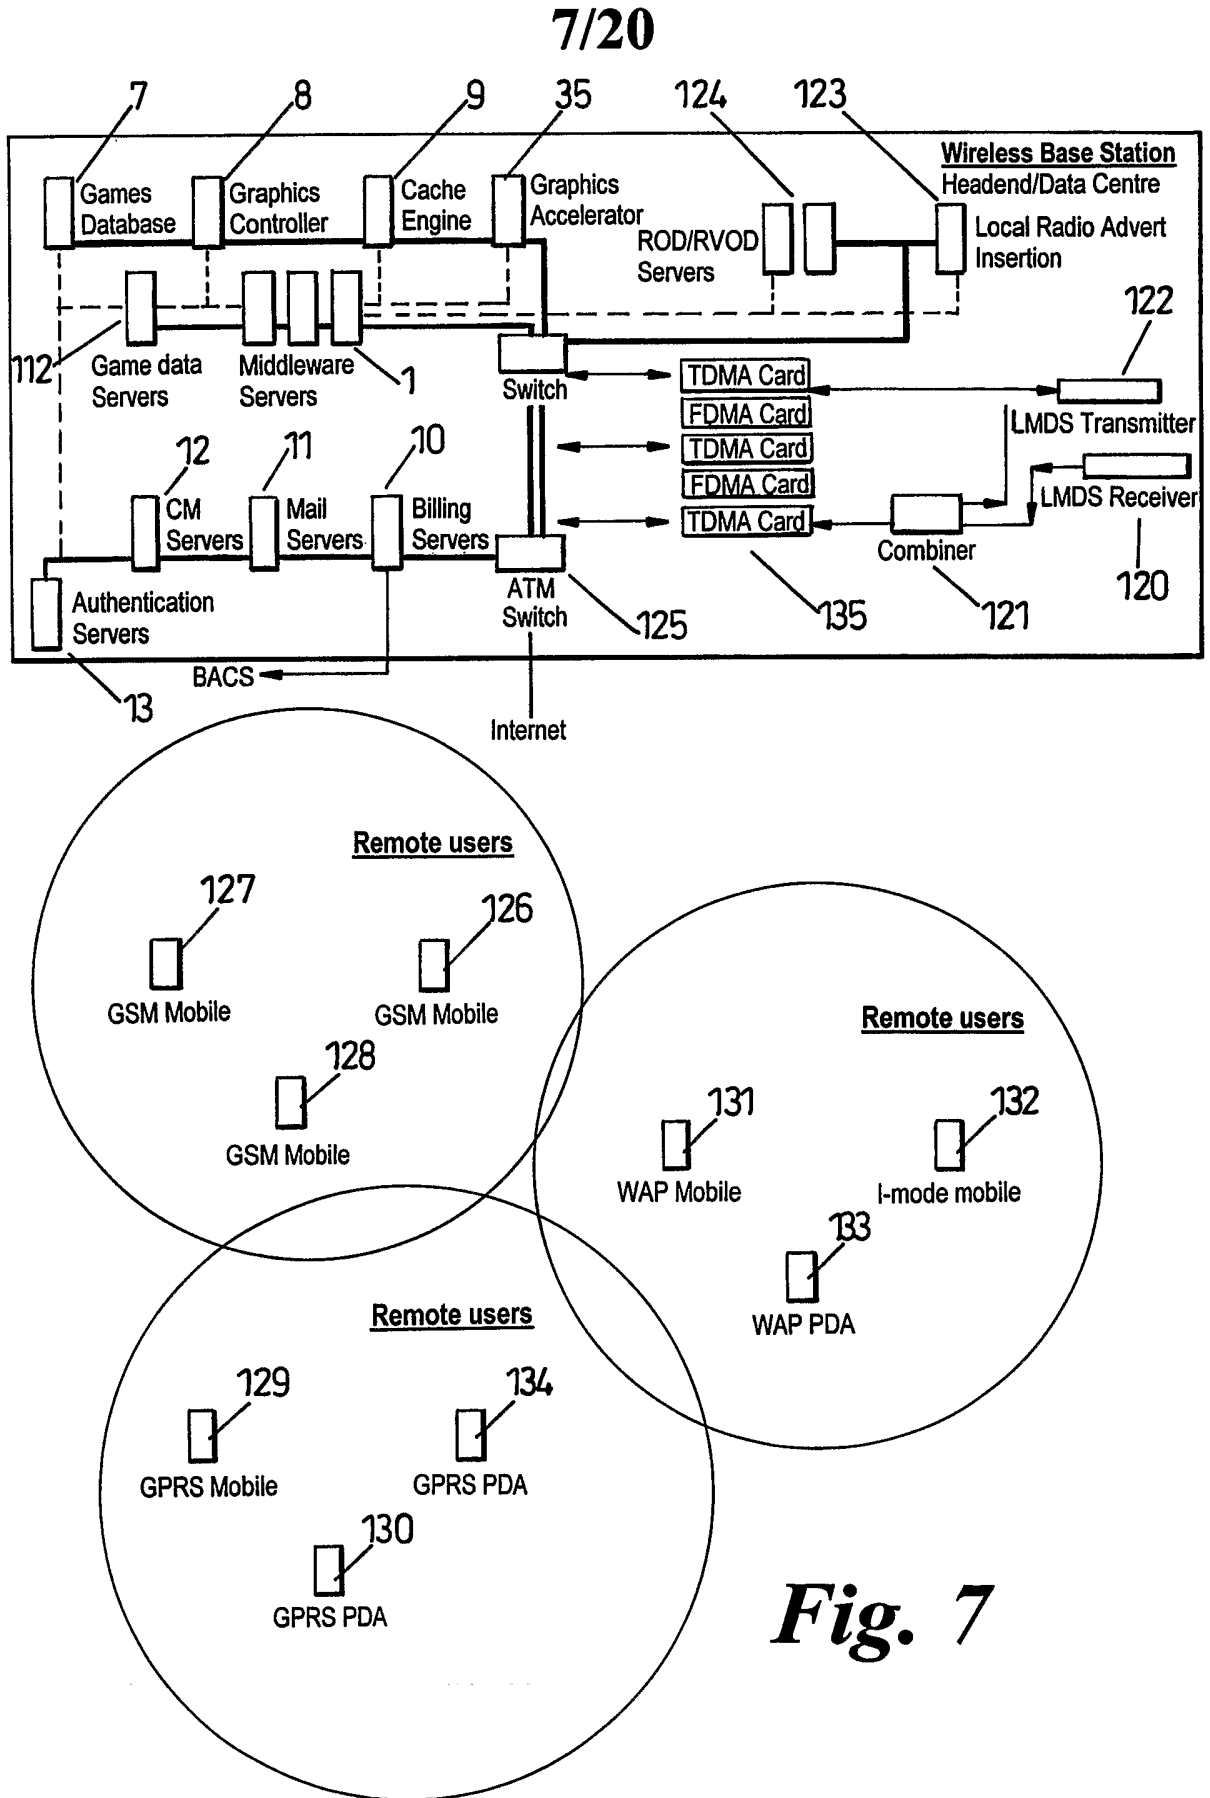 7/20
7
8
9
35
124
123
Wireless Base Station
Headend/Data Centre
Games
Database
Graphics
Controller
Cache
Engine
Graphics
Accelerator
ROD/RVOD
Servers
Local Radio Advert
Insertion
112
Game data
Servers
Middleware
Servers
1
Switch
TDMA Card
FDMA Card
TDMA Card
FDMA Card
TDMA Card
122
LMDS Transmitter
LMDS Receiver
Combiner
120
121
135
12
11
10
CM
Servers
Mail
Servers
Billing
Servers
ATM
Switch
125
Authentication
Servers
13
BACS
Internet
Remote users
127
126
GSM Mobile
GSM Mobile
128
GSM Mobile
Remote users
131
132
WAP Mobile
I-mode mobile
133
WAP PDA
Remote users
129
134
GPRS Mobile
GPRS PDA
130
GPRS PDA
Fig. 7